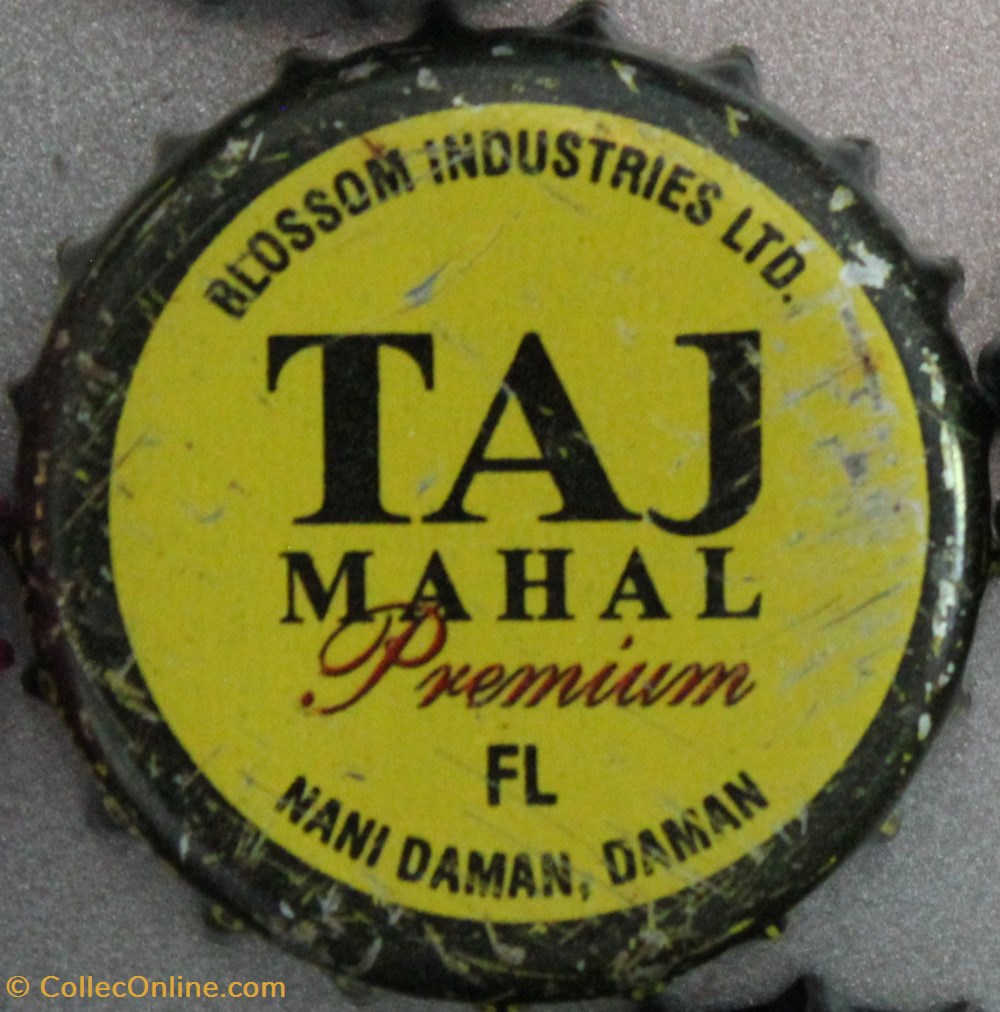 BLOSSOM INDUSTRIES LTD.
TAJ
MAHAL
Premium
FL
NANI DAMAN, DAMAN
© CollecOnline.com